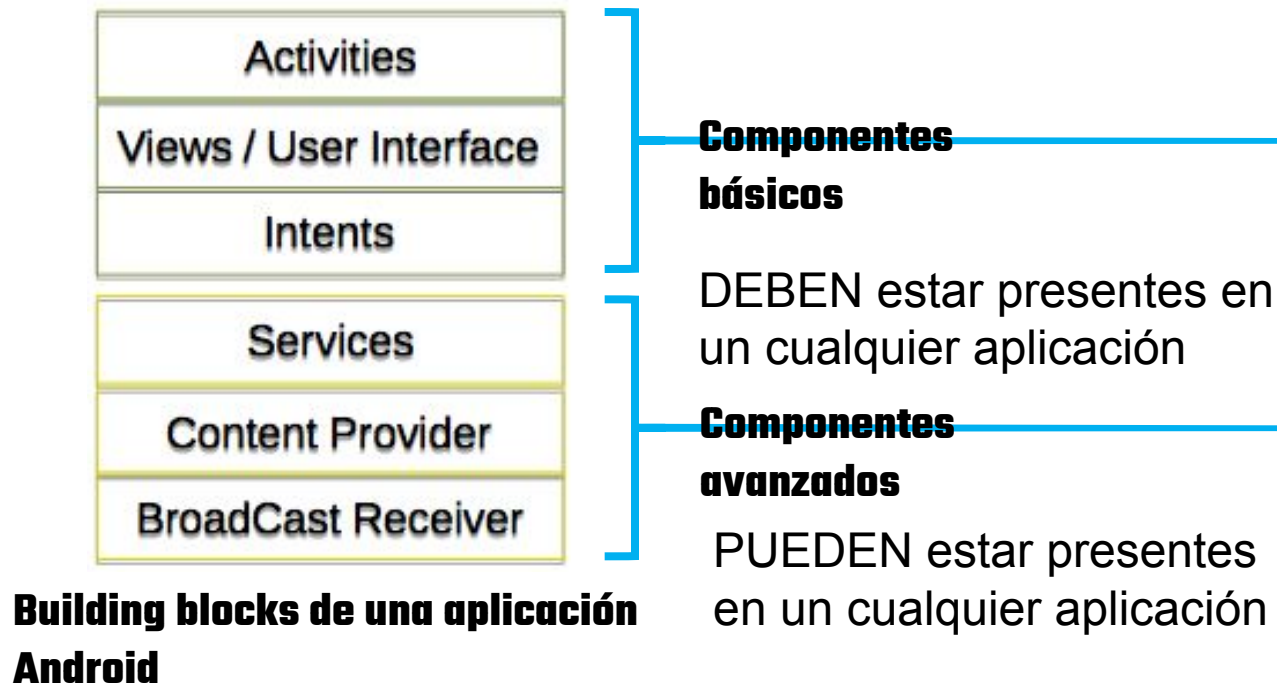 Activities
Views / User Interface
Intents
Services
Content Provider
BroadCast Receiver
Building blocks de una aplicación
Android
Componentes
básicos
DEBEN estar presentes en
un cualquier aplicación
Componentes
avanzados
PUEDEN estar presentes
en un cualquier aplicación